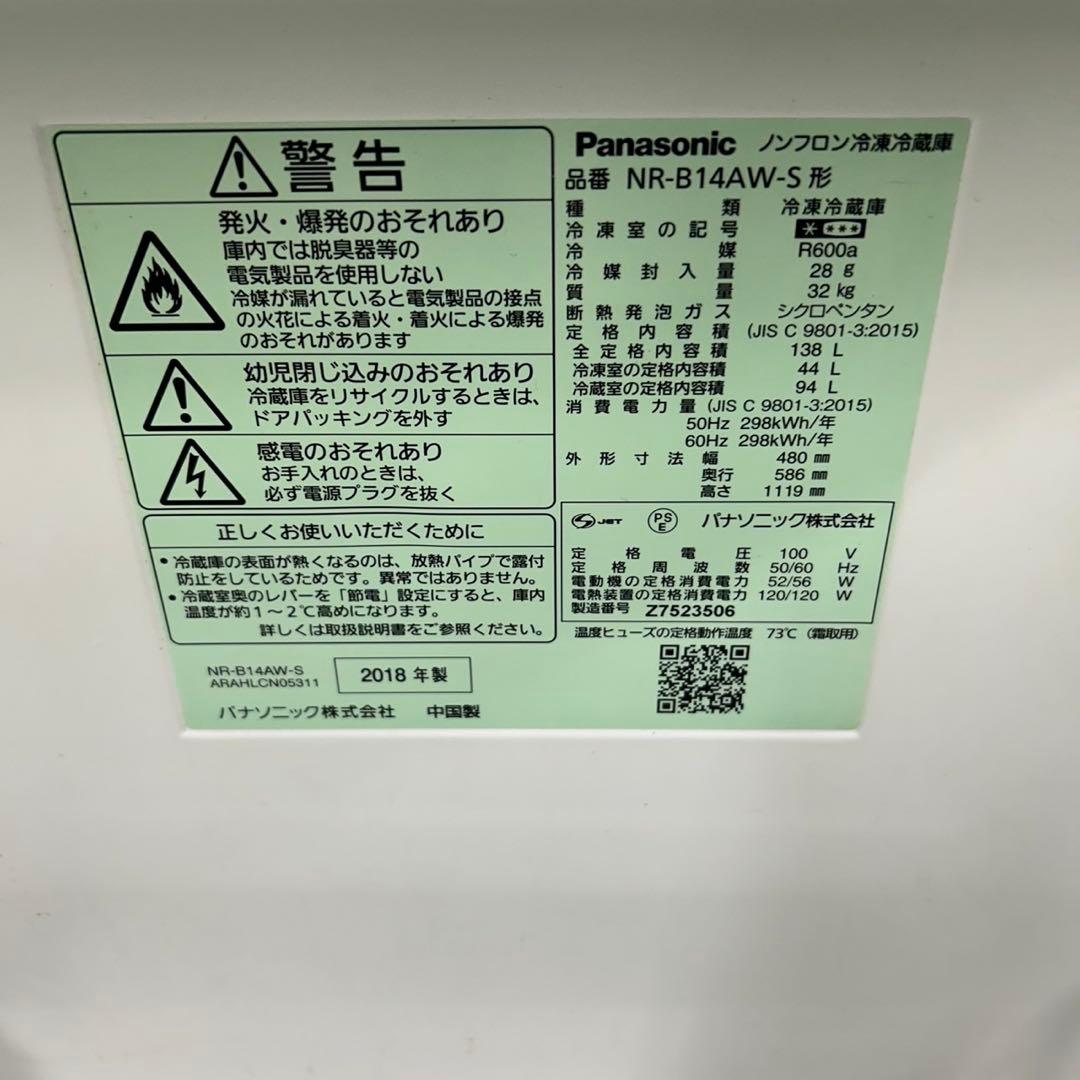 警告
発火・爆発のおそれあり
庫内では脱臭器等の
電気製品を使用しない
冷媒が漏れていると電気製品の接点
の火花による着火・着火による爆発
のおそれがあります
幼児閉じ込みのおそれあり
冷蔵庫をリサイクルするときは、
ドアパッキングを外す
感電のおそれあり
お手入れのときは、
必ず電源プラグを抜く
正しくお使いいただくために
•冷蔵庫の表面が熱くなるのは、放熱パイプで露付
防止をしているためです。異常ではありません。
•冷蔵室奥のレバーを「節電」設定にすると、庫内
温度が約1~2℃高めになります。
詳しくは取扱説明書をご参照ください。
NR-B14AW-S
ARAHLCN05311
2018 年製
パナソニック株式会社 中国製
Panasonic ノンフロン冷凍冷蔵庫
品番 NR-B14AW-S 形
種類 冷凍冷蔵庫
冷凍室の記号 * ***
冷媒 R600a
冷媒封入量 28 g
質量 32 kg
断熱発泡ガス シクロペンタン
定格内容積 (JIS C 9801-3:2015)
全定格内容積 138 L
冷凍室の定格内容積 44 L
冷蔵室の定格内容積 94 L
消費電力量 (JIS C 9801-3:2015)
50Hz 298kWh/年
60Hz 298kWh/年
外形寸法 幅 480 mm
奥行 586 mm
高さ 1119 mm
JET PS E パナソニック株式会社
定格電圧 100 V
定格周波数 50/60 Hz
電動機の定格消費電力 52/56 W
電熱装置の定格消費電力 120/120 W
製造番号 Z7523506
温度ヒューズの定格動作温度 73℃ (霜取用)